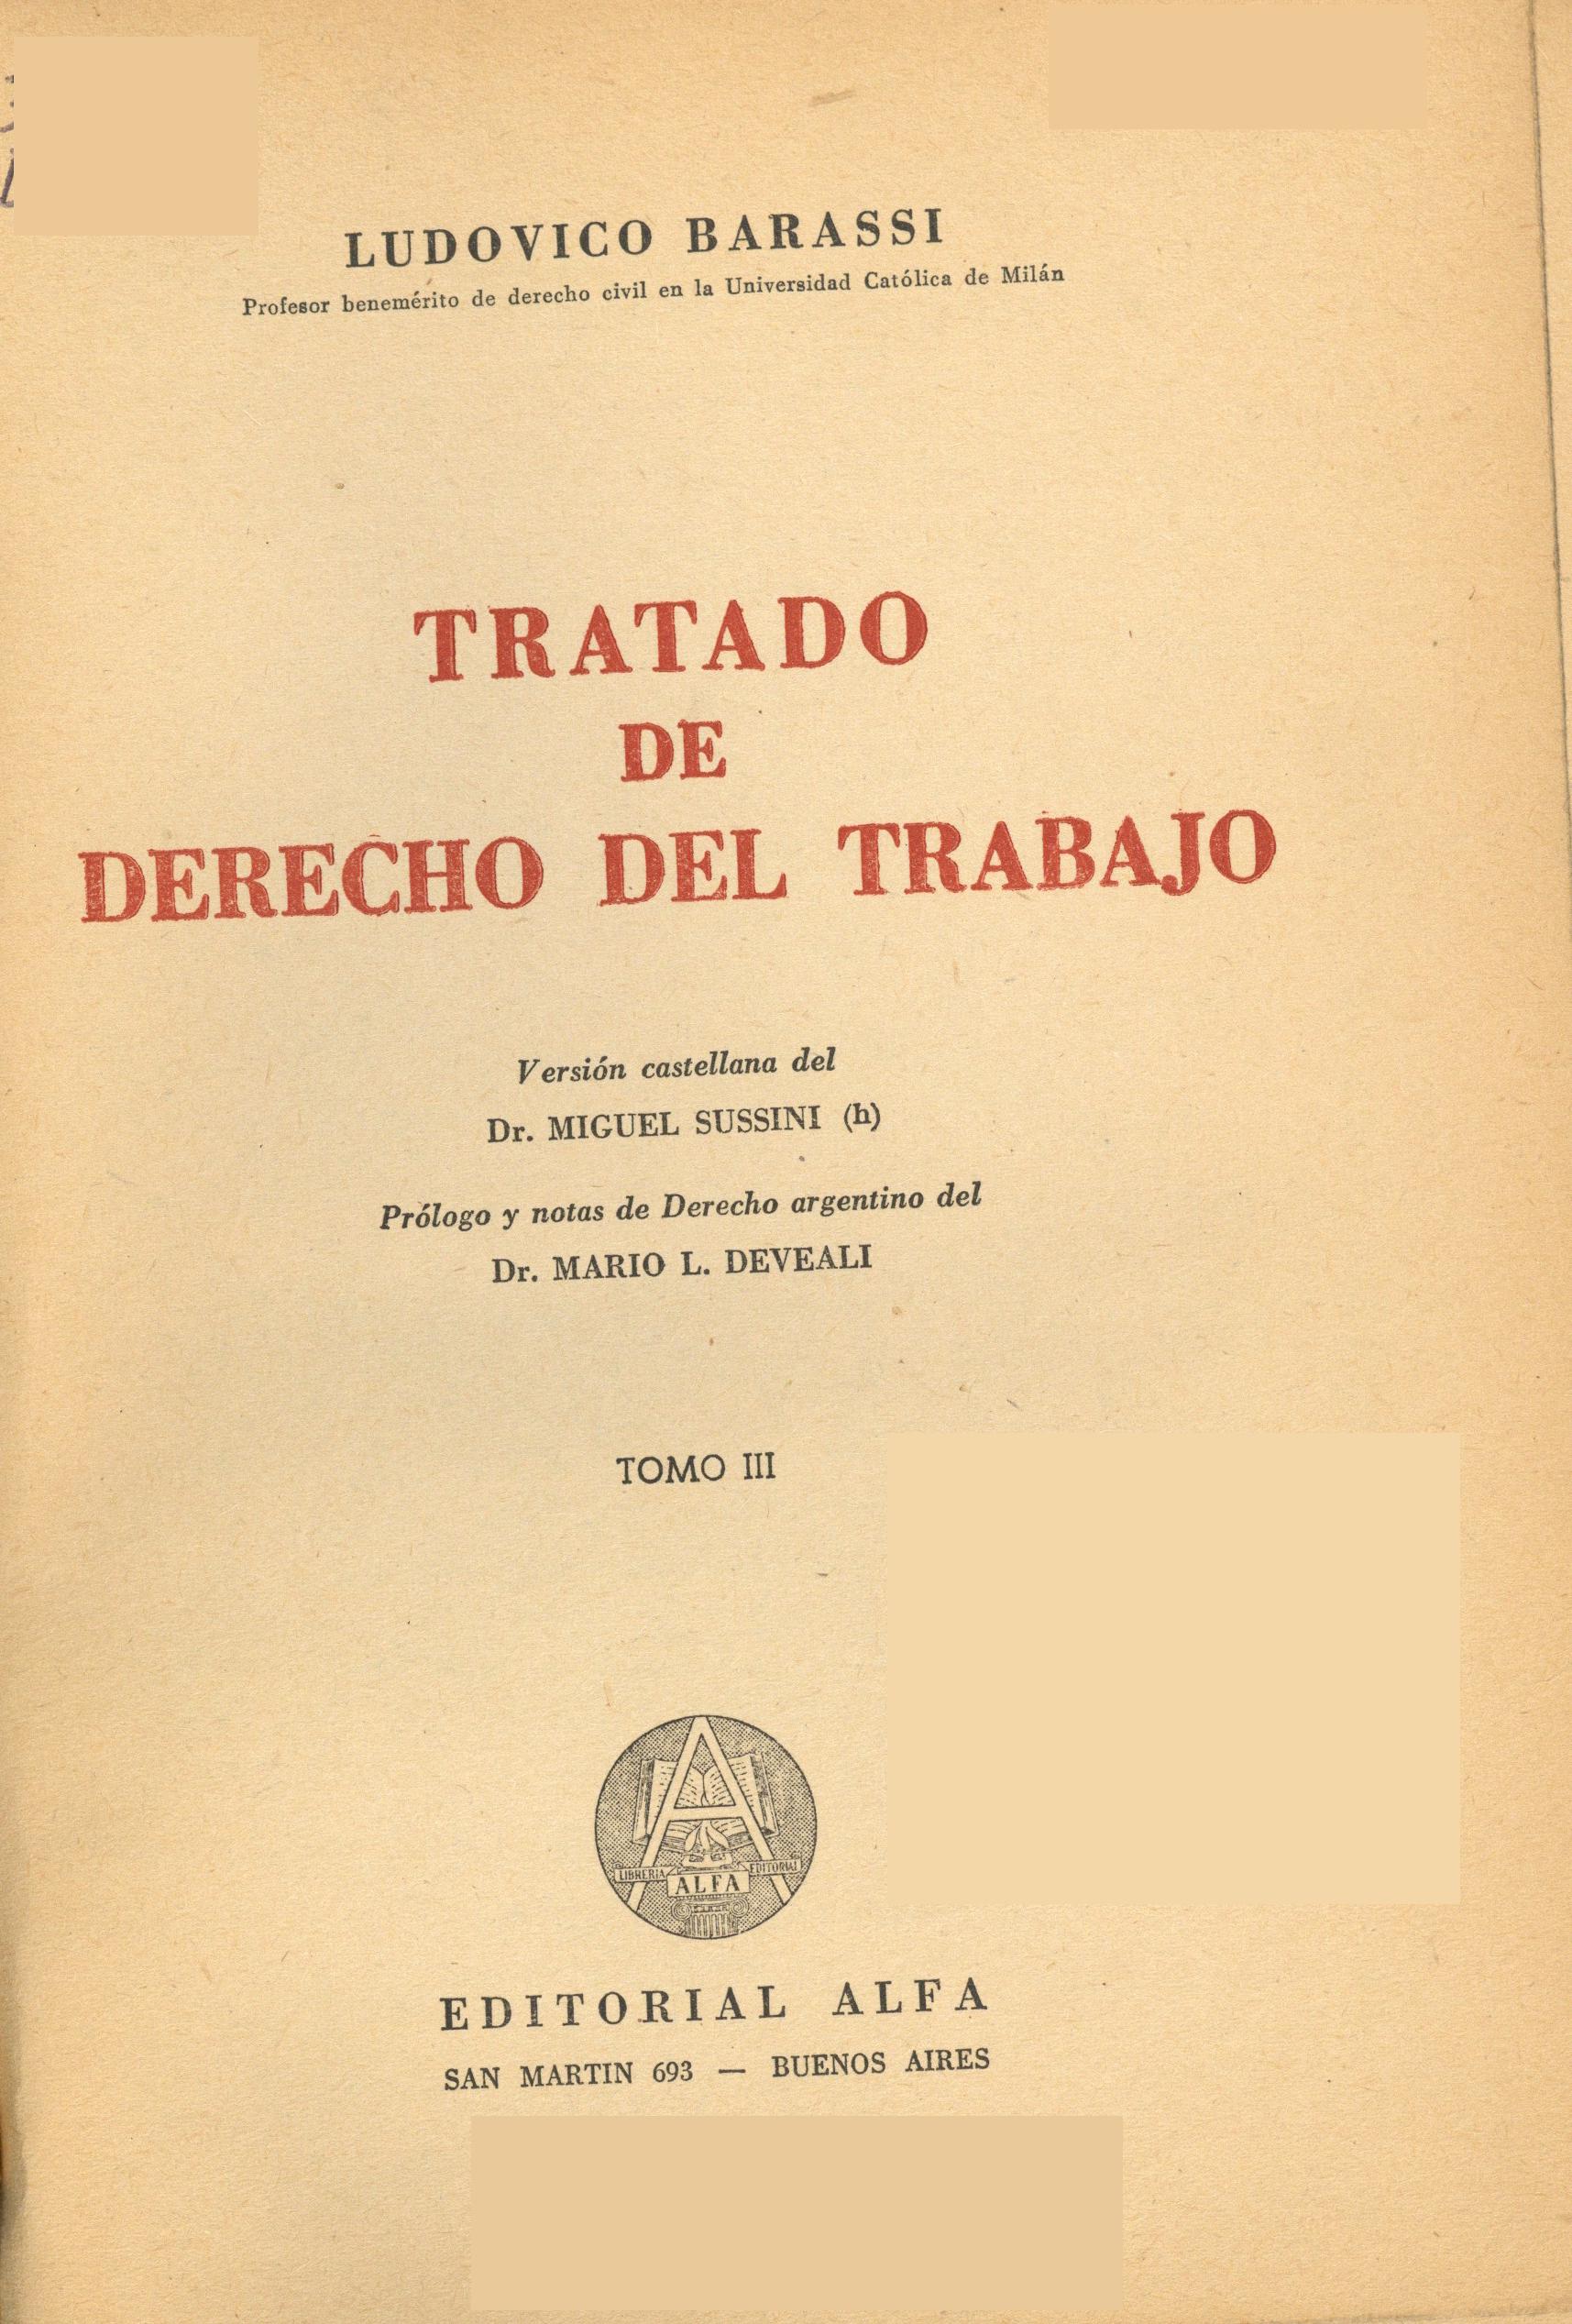 LUDOVICO BARASSI
Profesor benemérito de derecho civil en la Universidad Católica de Milán
TRATADO
DE
DERECHO DEL TRABAJO
Versión castellana del
Dr. MIGUEL SUSSINI (h)
Prólogo y notas de Derecho argentino del
Dr. MARIO L. DEVEALI
TOMO III
A
LIBRERIA ALFA EDITORIAL
EDITORIAL ALFA
SAN MARTIN 693 — BUENOS AIRES